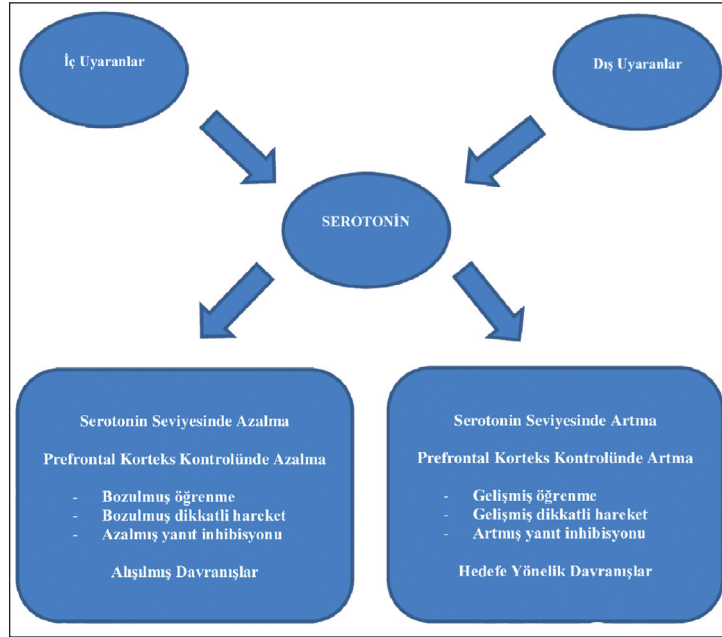 İç Uyaranlar
Dış Uyaranlar
SEROTONİN
Serotonin Seviyesinde Azalma
Prefrontal Korteks Kontrolünde Azalma
- Bozulmuş öğrenme
- Bozulmuş dikkatli hareket
- Azalmış yanıt inhibisyonu
Alışılmış Davranışlar
Serotonin Seviyesinde Artma
Prefrontal Korteks Kontrolünde Artma
- Gelişmiş öğrenme
- Gelişmiş dikkatli hareket
- Artmış yanıt inhibisyonu
Hedefe Yönelik Davranışlar